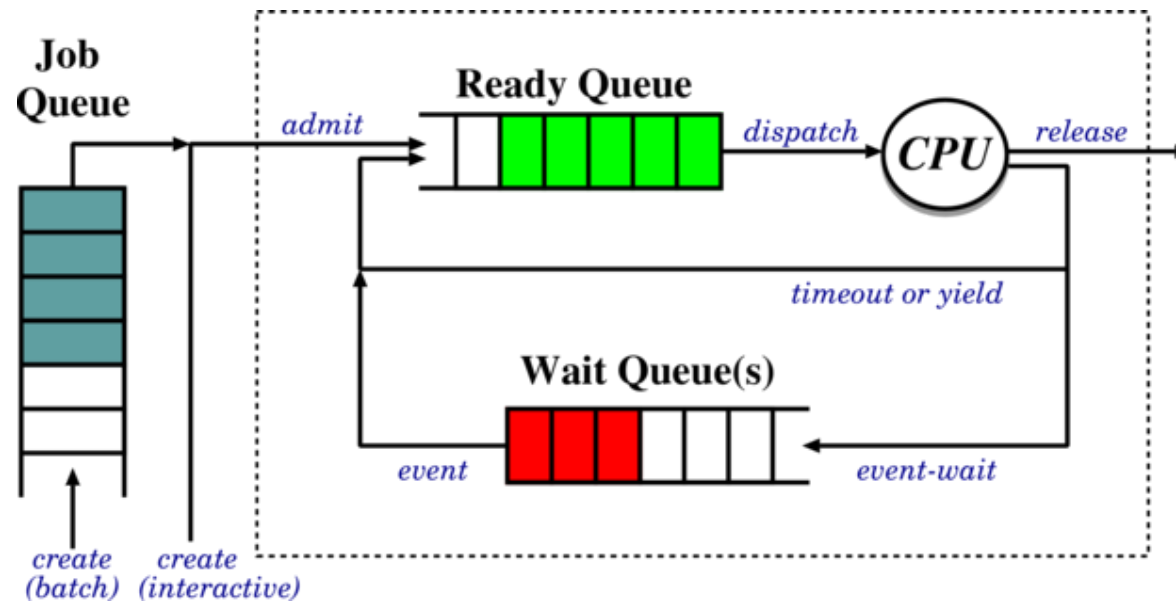 Job
Queue
Ready Queue
admit
dispatch
CPU
release
timeout or yield
Wait Queue(s)
event
event-wait
create
(batch)
create
(interactive)